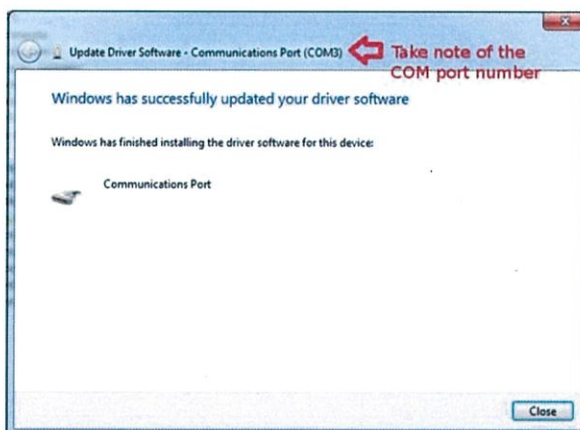 Update Driver Software - Communications Port (COM3)
Take note of the
COM port number
Windows has successfully updated your driver software
Windows has finished installing the driver software for this device:
Communications Port
Close